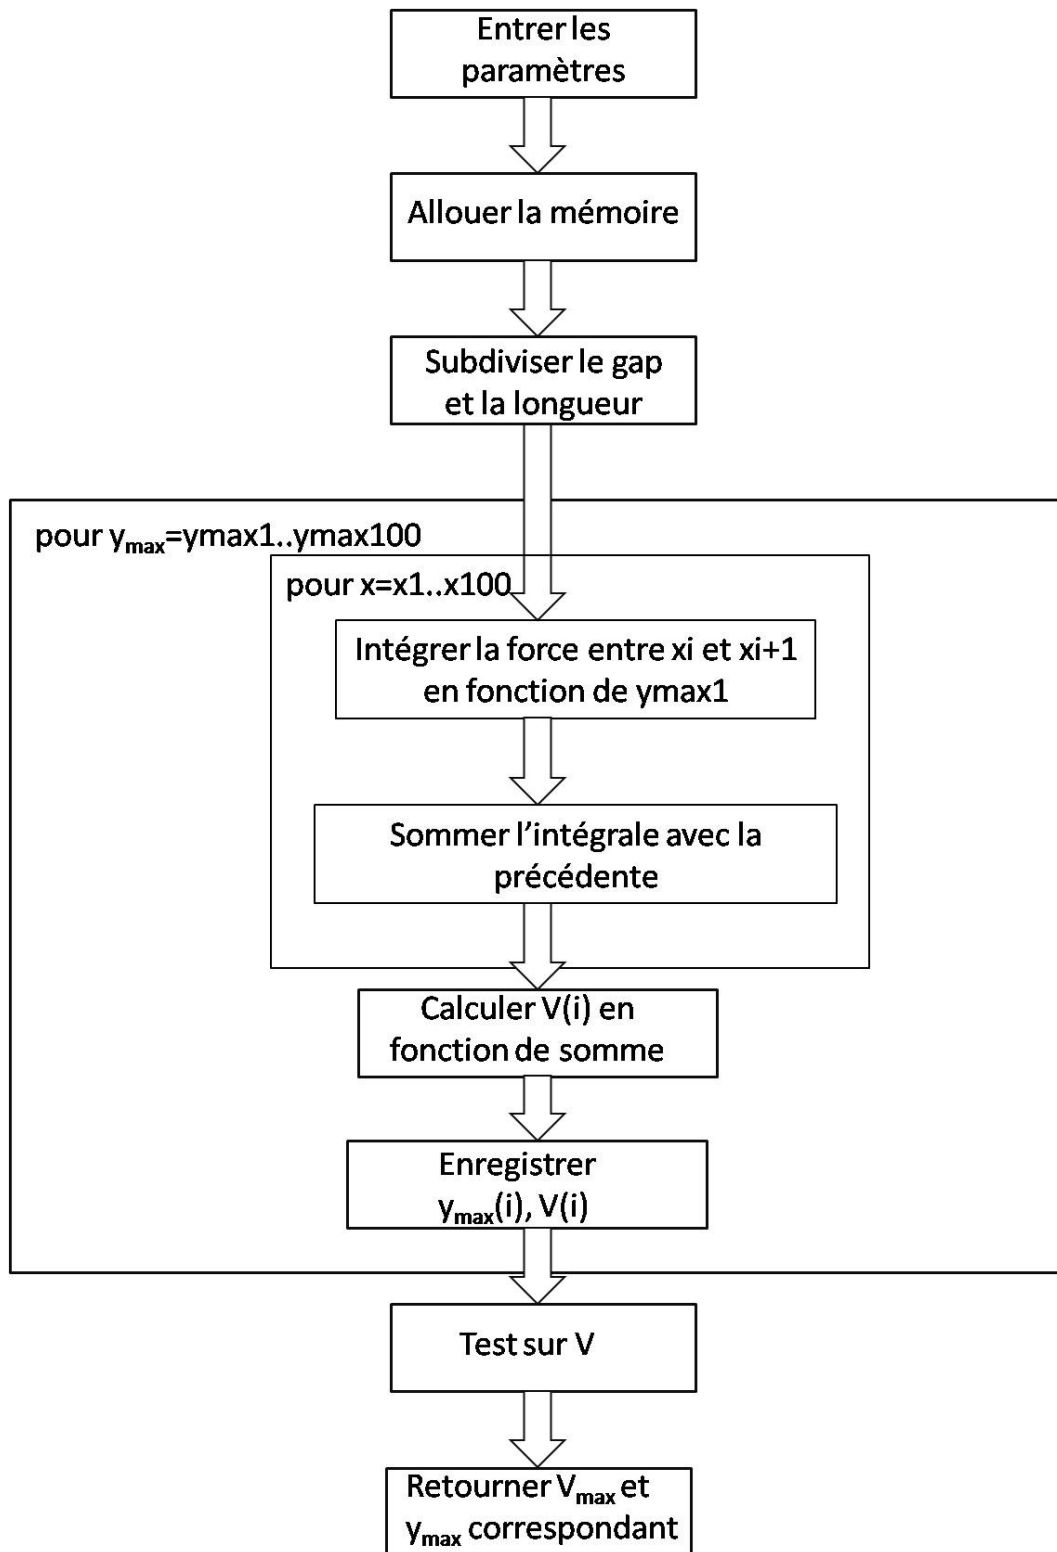 Entrer les
paramètres
Allouer la mémoire
Subdiviser le gap
et la longueur
pour ymax=ymax1..ymax100
pour x=x1..x100
Intégrer la force entre xi et xi+1
en fonction de ymax1
Sommer l’intégrale avec la
précédente
Calculer V(i) en
fonction de somme
Enregistrer
ymax(i), V(i)
Test sur V
Retourner Vmax et
ymax correspondant